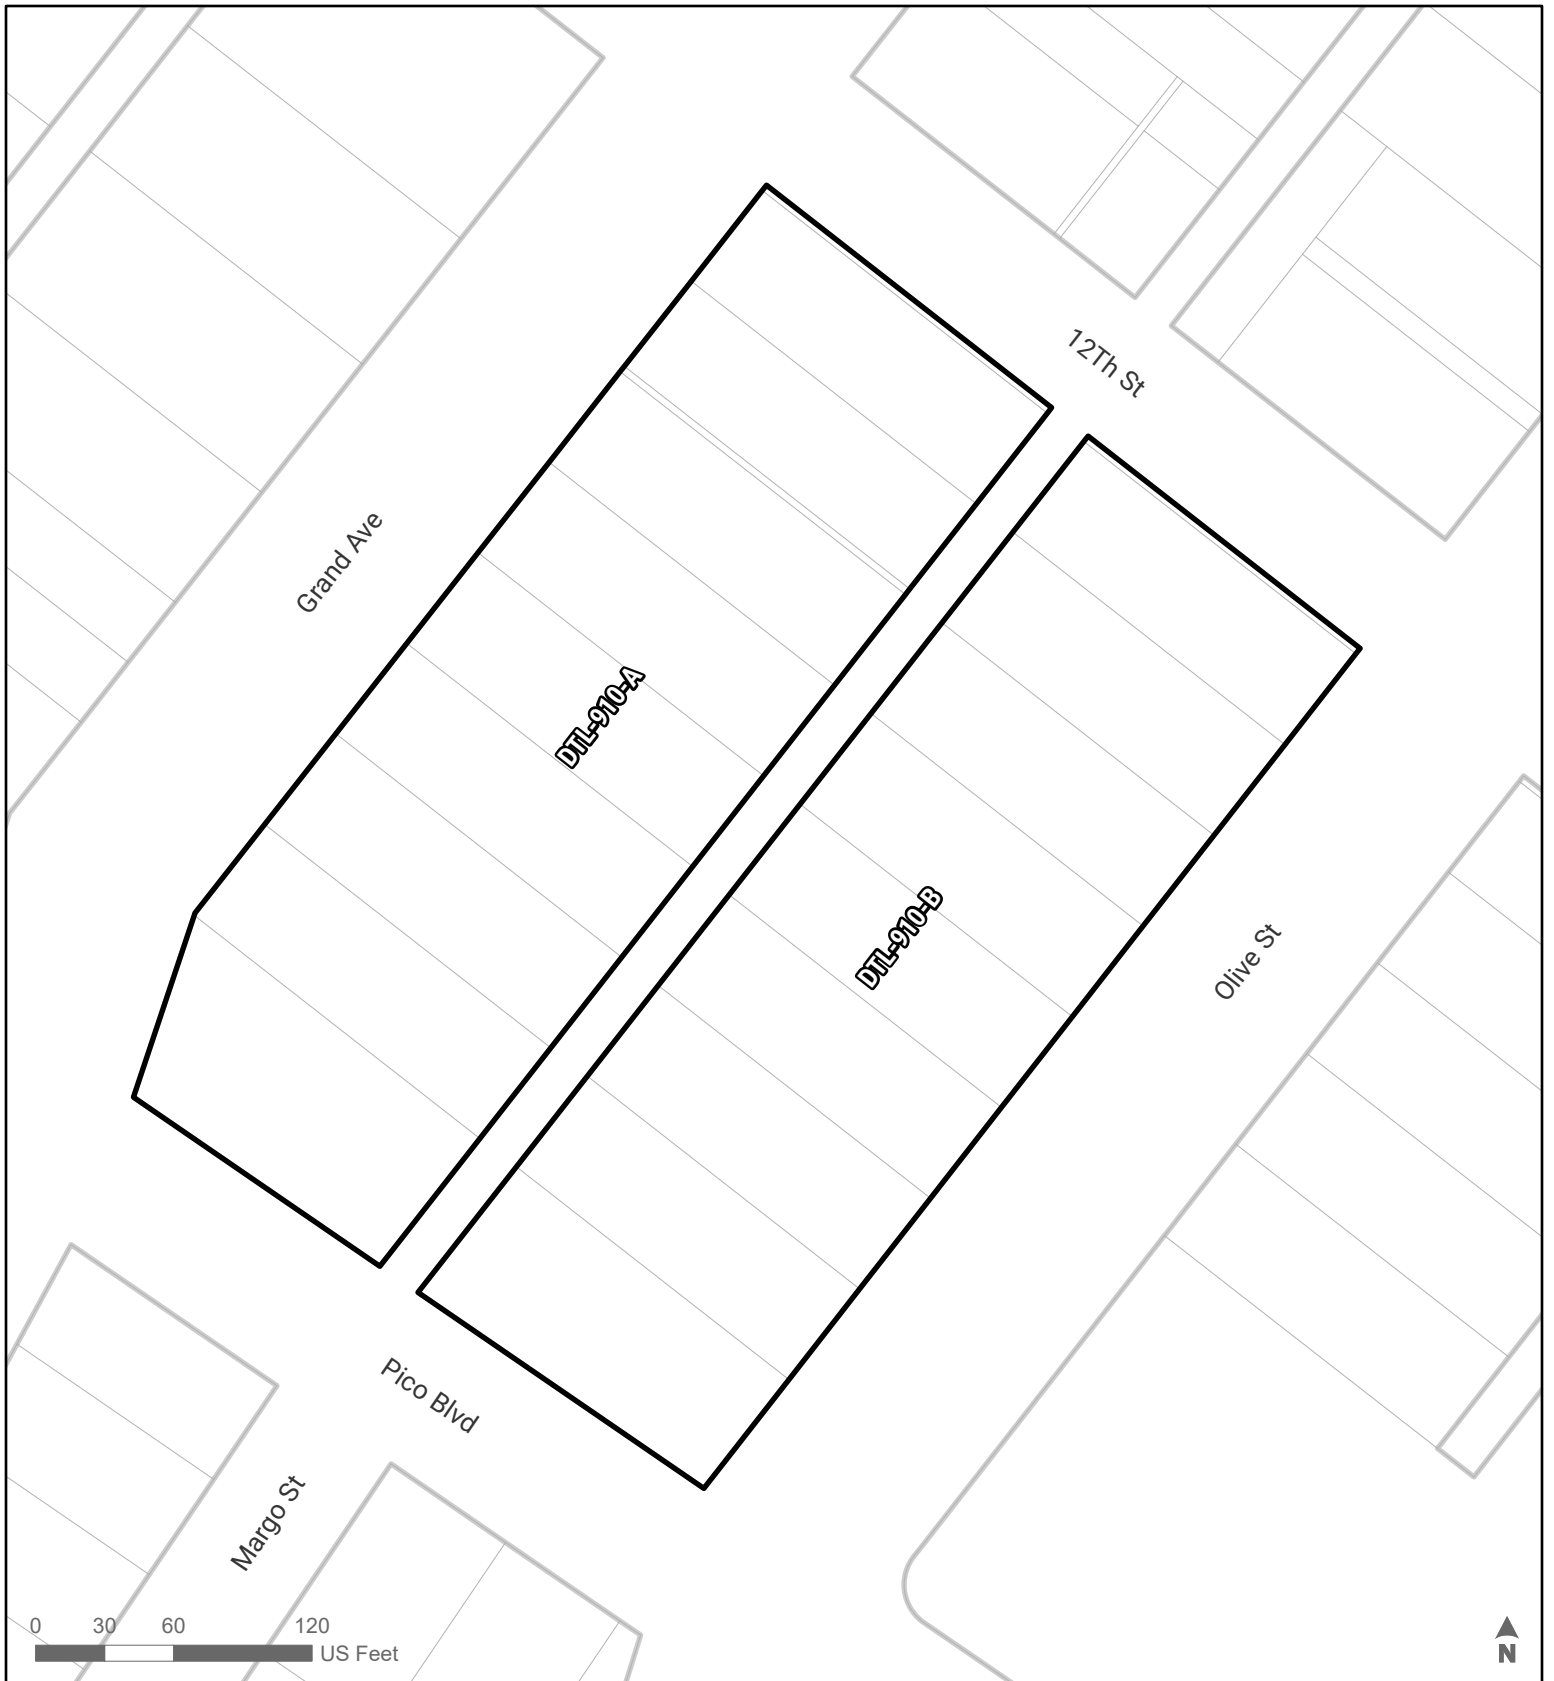 12Th St
Grand Ave
DTL-910-A
DTL-910-B
Olive St
Pico Blvd
Margo St
0 30 60 120
US Feet
N